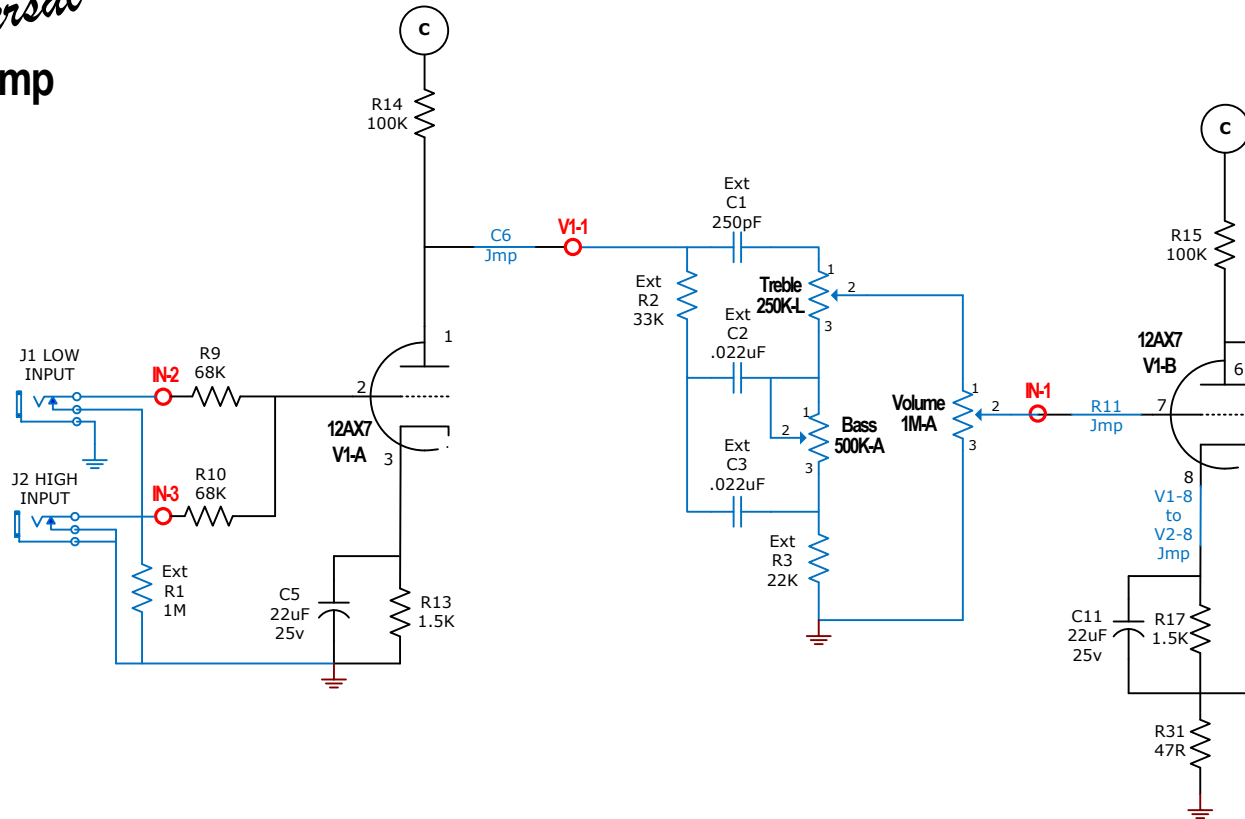 C
R14
100K
C6
Jmp
V1-1
Ext
C1
250pF
Ext
R2
33K
1
Treble
250K-L
2
3
Ext
C2
.022uF
1
2
Bass
500K-A
3
Ext
C3
.022uF
Ext
R3
22K
Volume
1M-A
1
2
3
IN-1
R11
Jmp
C
R15
100K
12AX7
V1-B
6
7
8
V1-8
to
V2-8
Jmp
C11
22uF
25v
R17
1.5K
R31
47R
J1 LOW
INPUT
IN-2
R9
68K
1
2
12AX7
V1-A
3
J2 HIGH
INPUT
IN-3
R10
68K
Ext
R1
1M
C5
22uF
25v
R13
1.5K